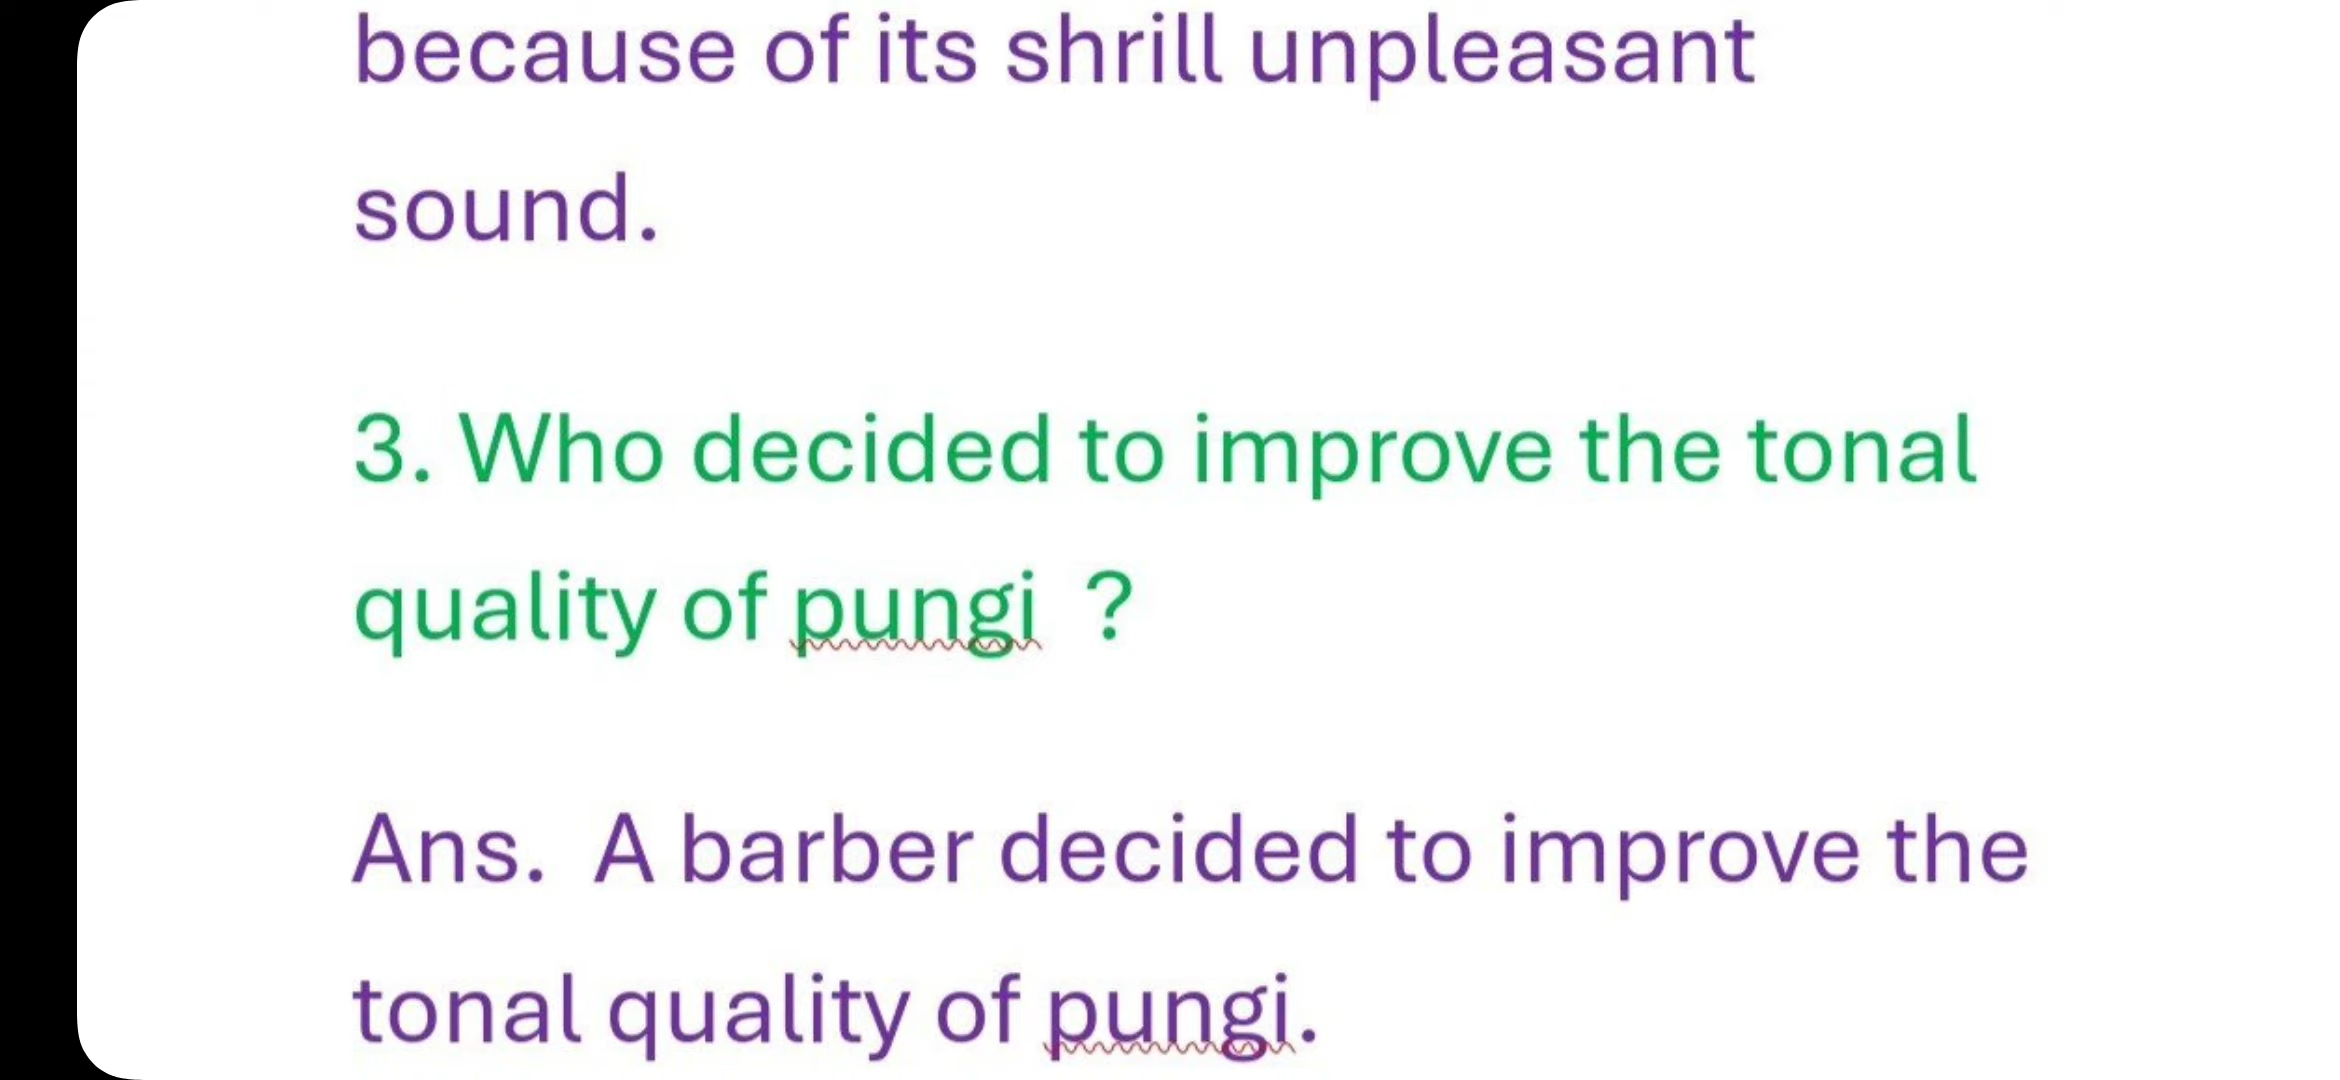 because of its shrill unpleasant
sound.
3. Who decided to improve the tonal
quality of pungi  ?
Ans.  A barber decided to improve the
tonal quality of pungi.